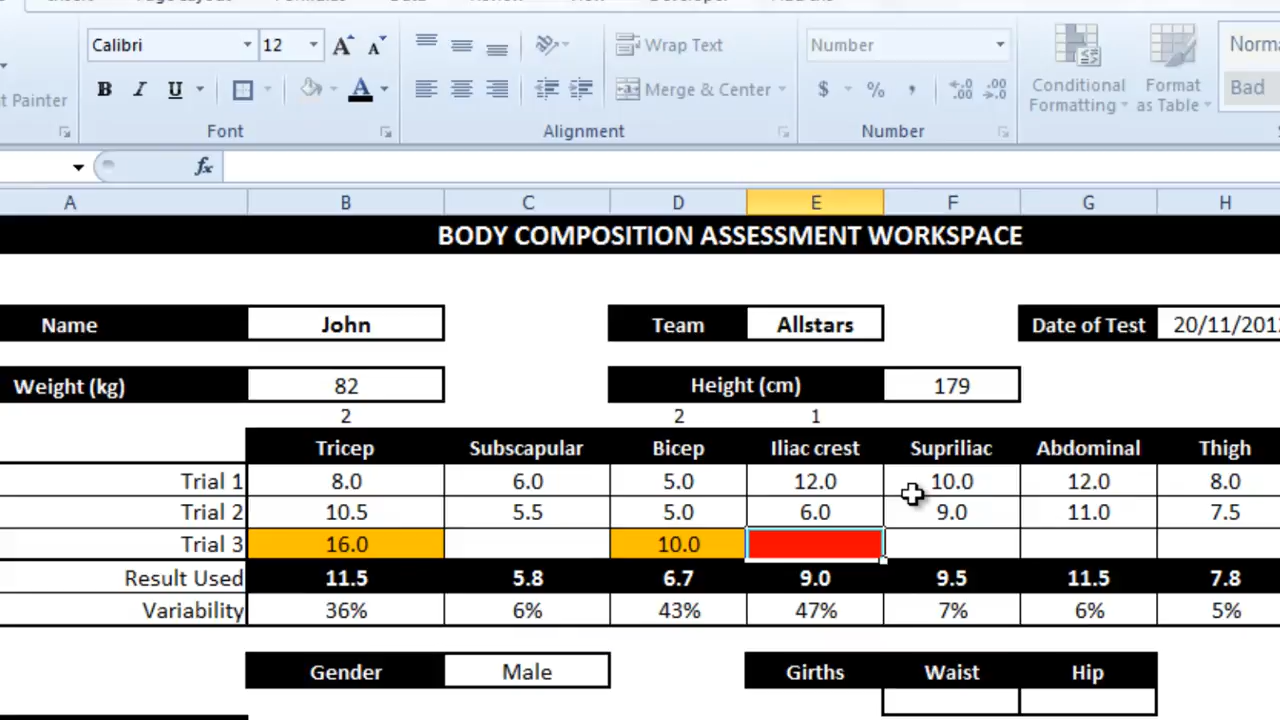 Calibri 12 A A Wrap Text Number
t Painter B I U A Merge & Center $ % , Conditional Formatting Format as Table Bad
Font Alignment Number
fx
A B C D E F G H
BODY COMPOSITION ASSESSMENT WORKSPACE
Name John Team Allstars Date of Test
Weight (kg) 82 Height (cm) 179
2 2 1
Tricep Subscapular Bicep Iliac crest Supriliac Abdominal Thigh
Trial 1 8.0 6.0 5.0 12.0 10.0 12.0 8.0
Trial 2 10.5 5.5 5.0 6.0 9.0 11.0 7.5
Trial 3 16.0 10.0
Result Used 11.5 5.8 6.7 9.0 9.5 11.5 7.8
Variability 36% 6% 43% 47% 7% 6% 5%
Gender Male Girths Waist Hip